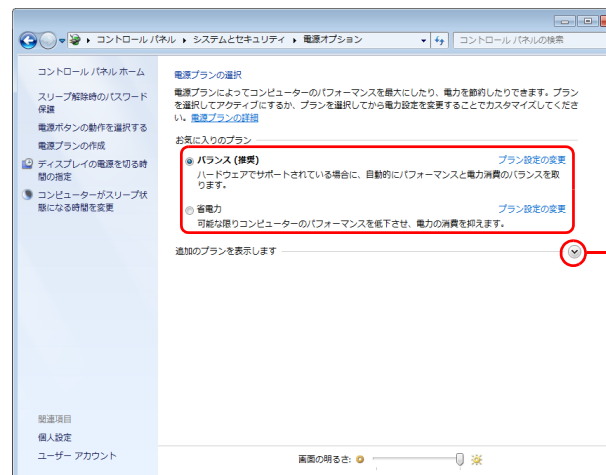 コントロール パネル ▸ システムとセキュリティ ▸ 電源オプション
コントロール パネルの検索
コントロール パネル ホーム
スリープ解除時のパスワード
保護
電源ボタンの動作を選択する
電源プランの作成
ディスプレイの電源を切る時
間の指定
コンピューターがスリープ状
態になる時間を変更
関連項目
個人設定
ユーザー アカウント
電源プランの選択
電源プランによってコンピューターのパフォーマンスを最大にしたり、電力を節約したりできます。プラン
を選択してアクティブにするか、プランを選択してから電力設定を変更することでカスタマイズしてくださ
い。電源プランの詳細
お気に入りのプラン
バランス (推奨) プラン設定の変更
ハードウェアでサポートされている場合に、自動的にパフォーマンスと電力消費のバランスを取
ります。
省電力 プラン設定の変更
可能な限りコンピューターのパフォーマンスを低下させ、電力の消費を抑えます。
追加のプランを表示します
画面の明るさ: